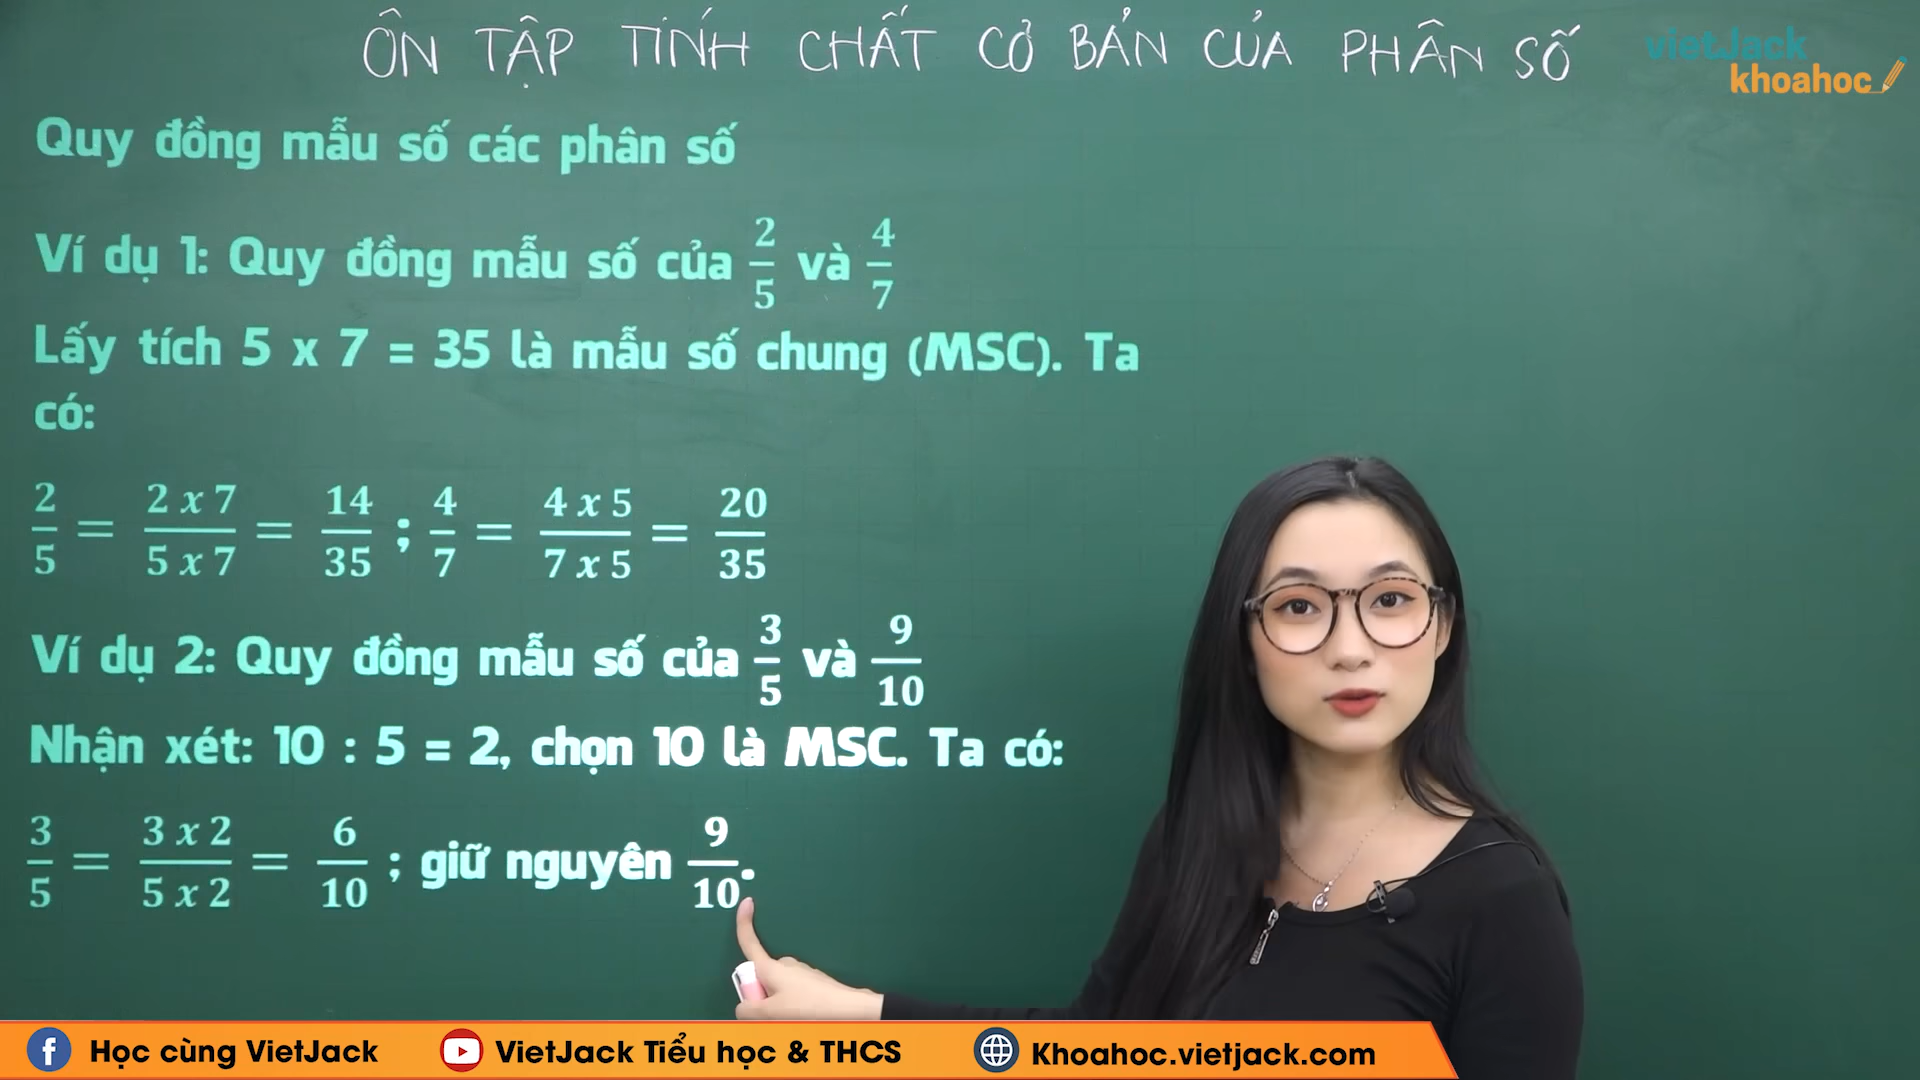 ÔN TẬP TÍNH CHẤT CƠ BẢN CỦA PHÂN SỐ
vietJack
khoahoc
Quy đồng mẫu số các phân số
Ví dụ 1: Quy đồng mẫu số của 2/5 và 4/7
Lấy tích 5 x 7 = 35 là mẫu số chung (MSC). Ta
có:
2/5 = (2 x 7)/(5 x 7) = 14/35 ; 4/7 = (4 x 5)/(7 x 5) = 20/35
Ví dụ 2: Quy đồng mẫu số của 3/5 và 9/10
Nhận xét: 10 : 5 = 2, chọn 10 là MSC. Ta có:
3/5 = (3 x 2)/(5 x 2) = 6/10 ; giữ nguyên 9/10.
Học cùng VietJack
VietJack Tiểu học & THCS
Khoahoc.vietjack.com